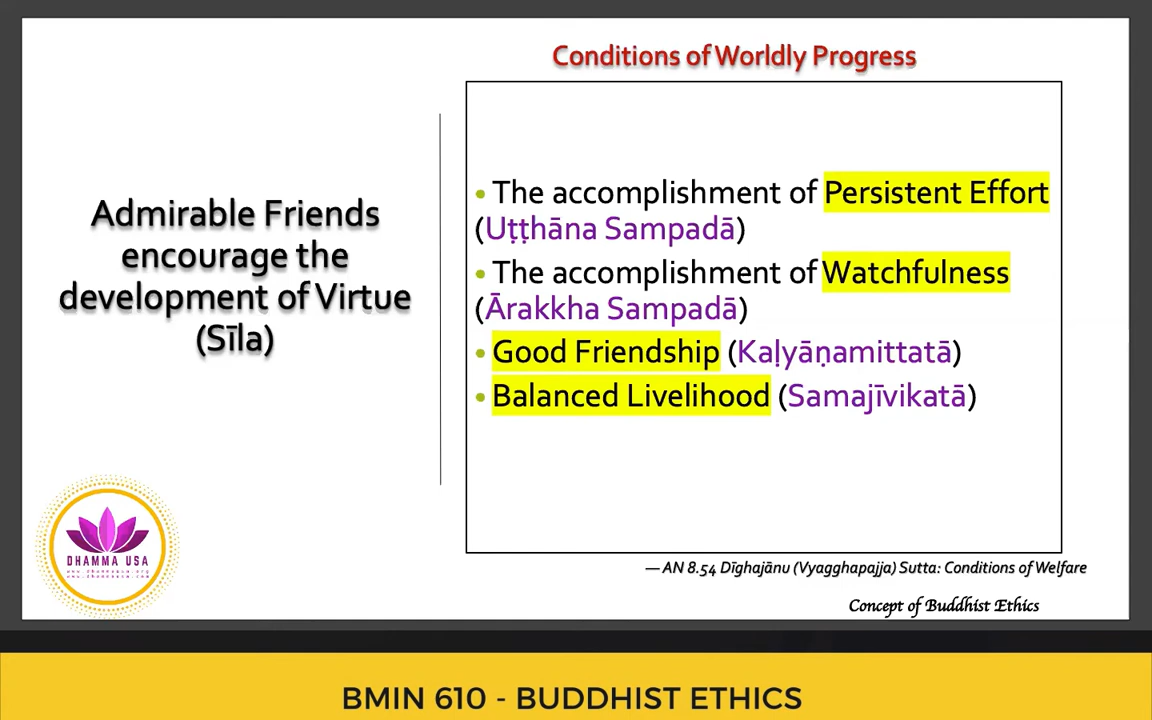 Conditions of Worldly Progress
Admirable Friends
encourage the
development of Virtue
(Sīla)
• The accomplishment of Persistent Effort
(Uṭṭhāna Sampadā)
• The accomplishment of Watchfulness
(Ārakkha Sampadā)
• Good Friendship (Kaḷyāṇamittatā)
• Balanced Livelihood (Samajīvikatā)
— AN 8.54 Dīghajānu (Vyagghapajja) Sutta: Conditions of Welfare
Concept of Buddhist Ethics
DHAMMA USA
BMIN 610 - BUDDHIST ETHICS